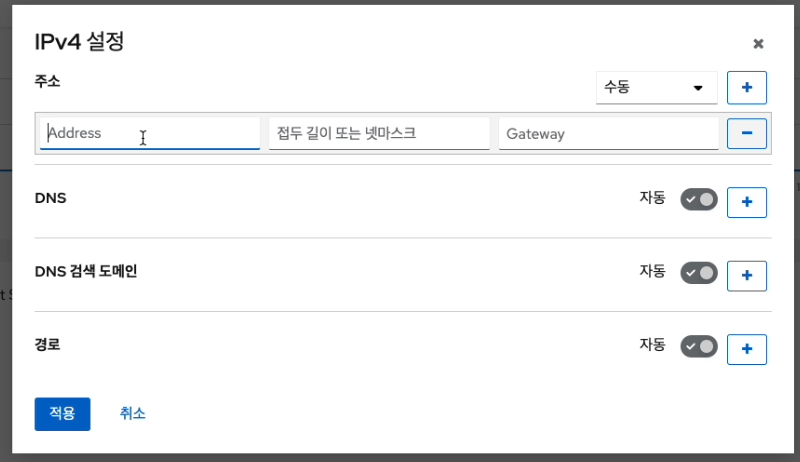 IPv4 설정
주소
수동
Address
접두 길이 또는 넷마스크
Gateway
DNS
자동
DNS 검색 도메인
자동
경로
자동
적용
취소